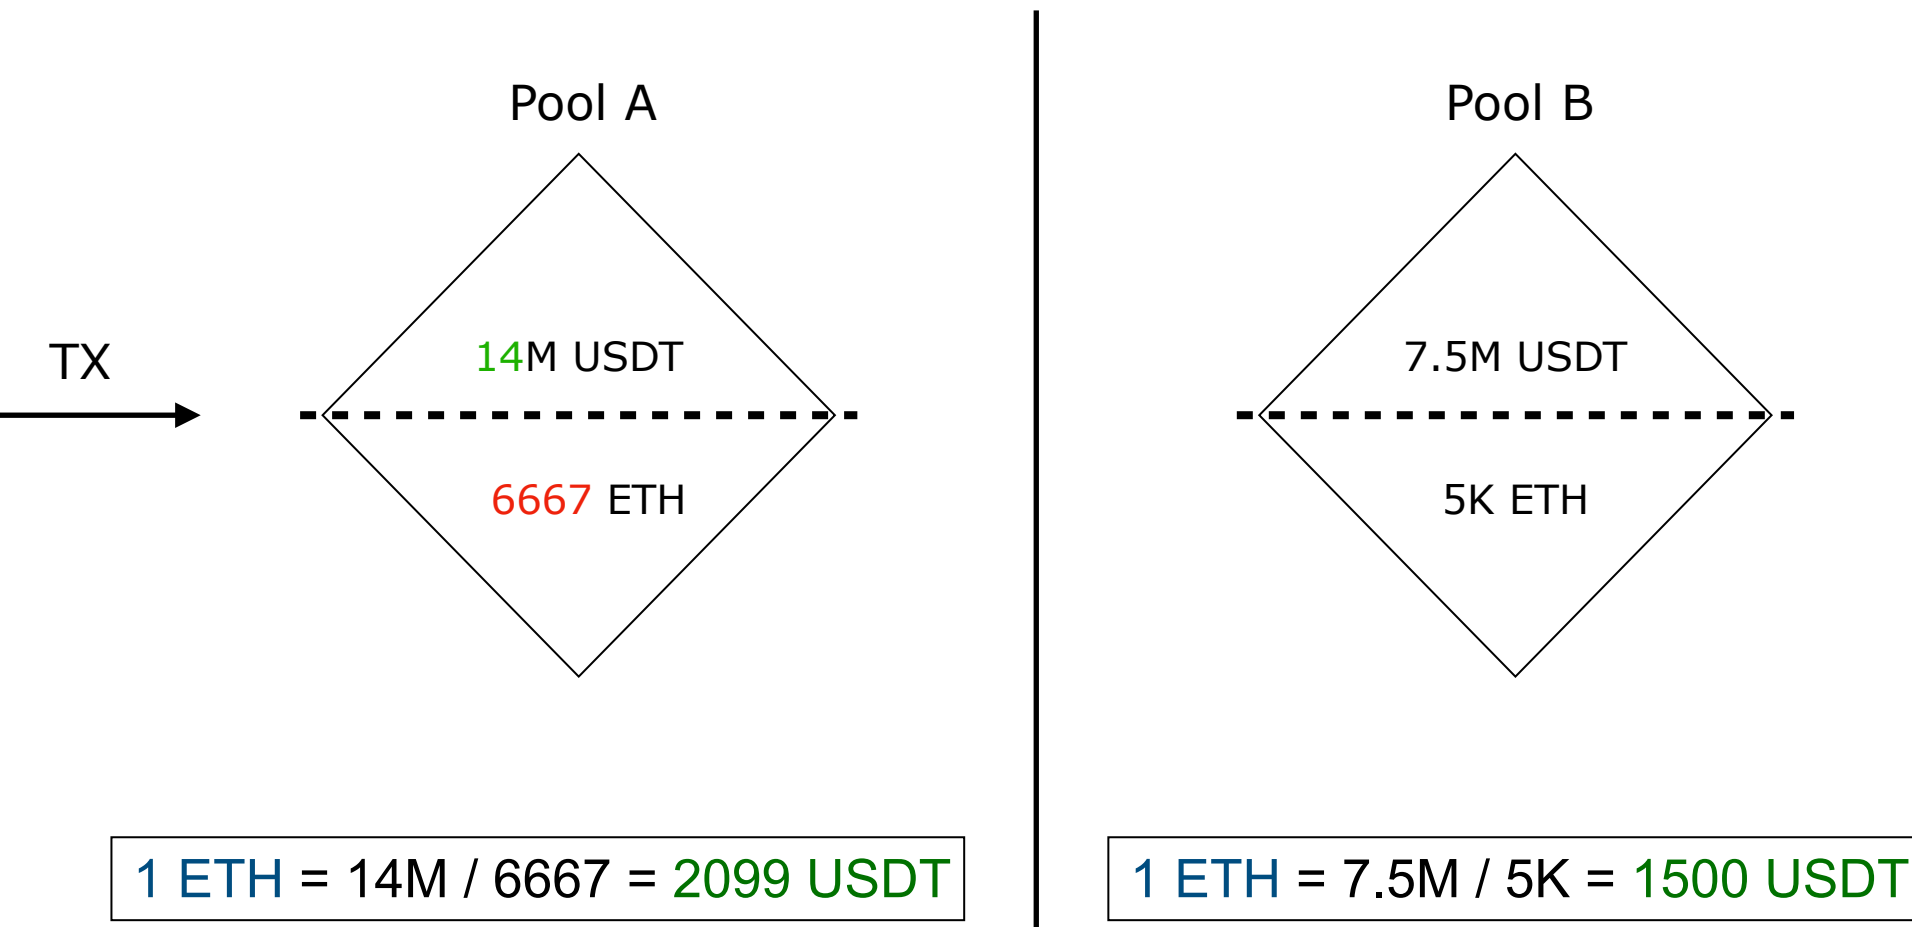 TX
Pool A
14M USDT
6667 ETH
1 ETH = 14M / 6667 = 2099 USDT
Pool B
7.5M USDT
5K ETH
1 ETH = 7.5M / 5K = 1500 USDT